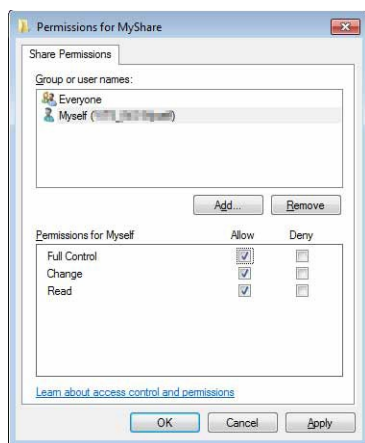 Permissions for MyShare
Share Permissions
Group or user names:
Everyone
Myself (
Add...
Remove
Permissions for Myself
Allow
Deny
Full Control
Change
Read
Learn about access control and permissions
OK
Cancel
Apply